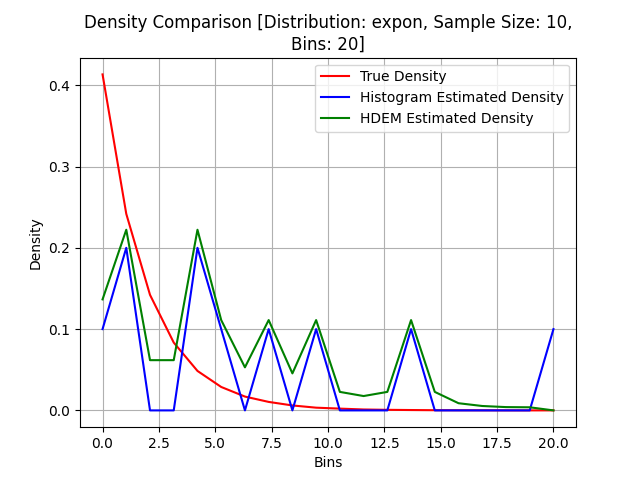 Density Comparison [Distribution: expon, Sample Size: 10,
Bins: 20]
True Density
Histogram Estimated Density
HDEM Estimated Density
Density
0.4
0.3
0.2
0.1
0.0
0.0 2.5 5.0 7.5 10.0 12.5 15.0 17.5 20.0
Bins